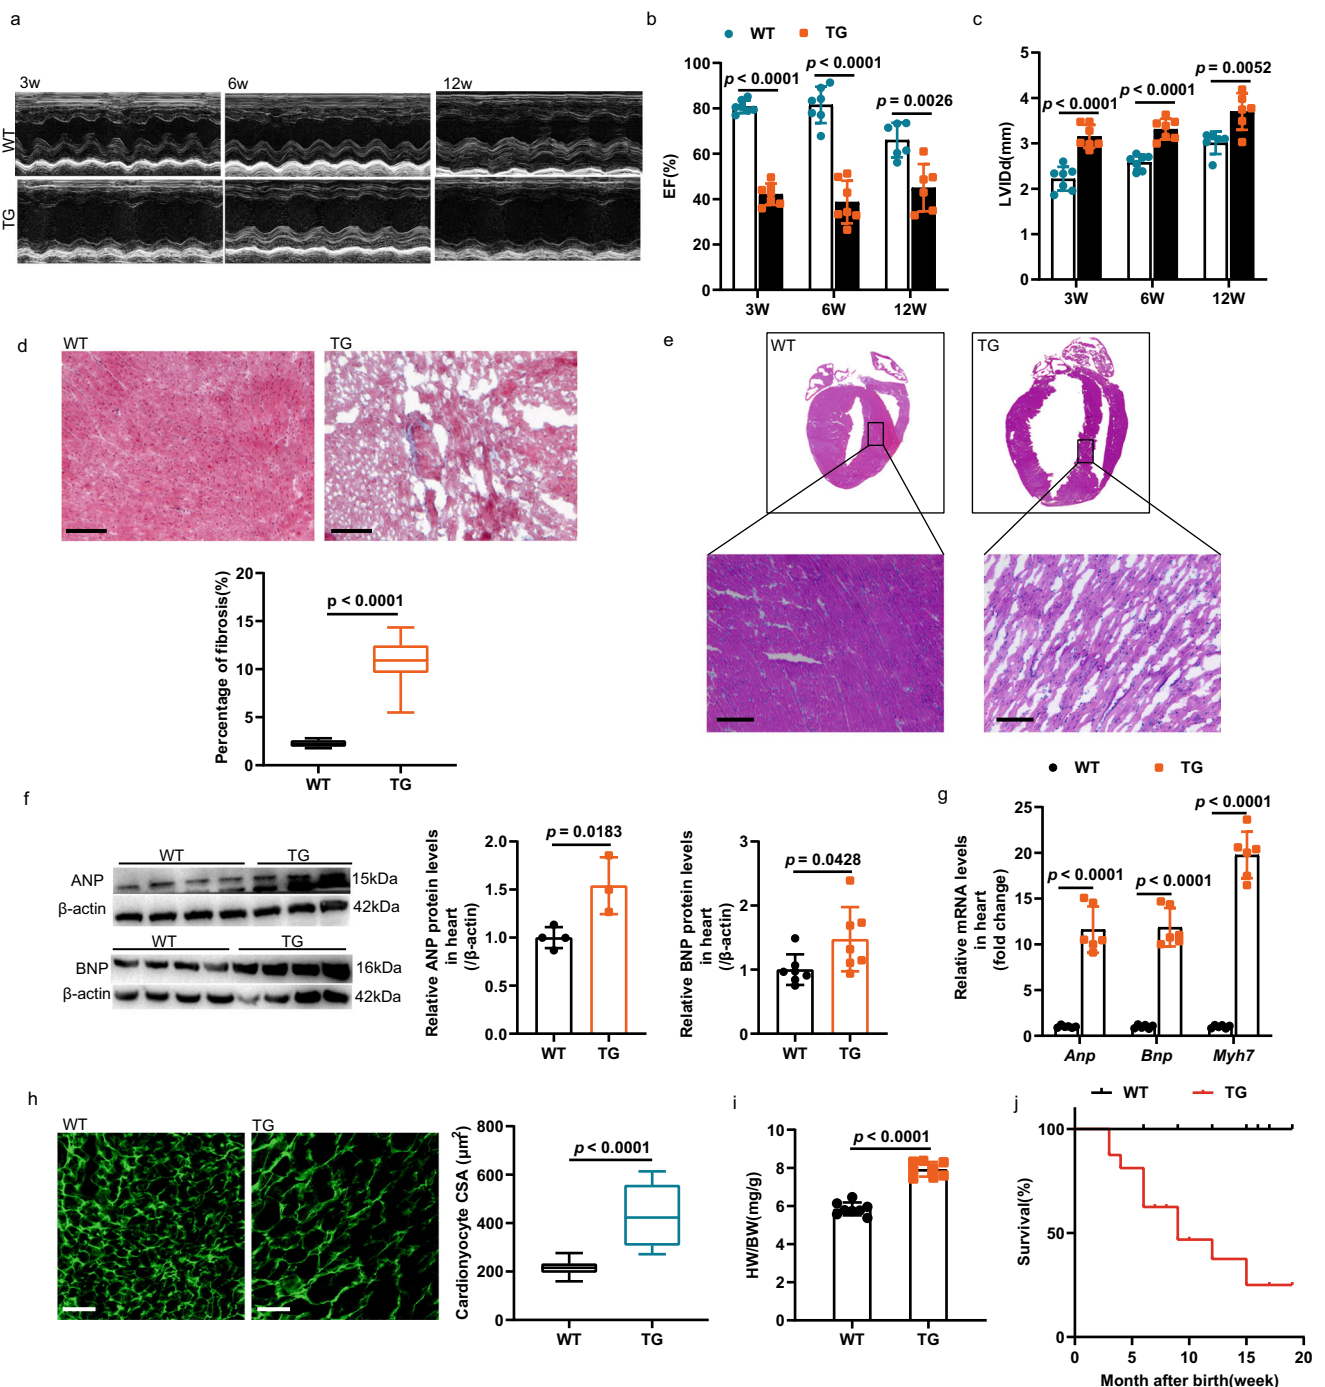 a
3w
6w
12w
WT
TG
b
WT
TG
EF(%)
100
80
60
40
20
0
p < 0.0001
p < 0.0001
p = 0.0026
3W
6W
12W
c
LVIDd(mm)
5
4
3
2
1
0
p < 0.0001
p < 0.0001
p = 0.0052
3W
6W
12W
d
WT
TG
Percentage of fibrosis(%)
20
15
10
5
0
p < 0.0001
WT
TG
e
WT
TG
f
WT
TG
ANP
15kDa
β-actin
42kDa
WT
TG
BNP
16kDa
β-actin
42kDa
Relative ANP protein levels
in heart
(/β-actin)
2.0
1.5
1.0
0.5
0.0
p = 0.0183
WT
TG
Relative BNP protein levels
in heart
(/β-actin)
3
2
1
0
p = 0.0428
WT
TG
WT
TG
g
Relative mRNA levels
in heart
(fold change)
25
20
15
10
5
0
p < 0.0001
p < 0.0001
p < 0.0001
Anp
Bnp
Myh7
h
WT
TG
Cardionyocyte CSA (μm²)
800
600
400
200
0
p < 0.0001
WT
TG
i
HW/BW(mg/g)
10
8
6
4
2
0
p < 0.0001
WT
TG
j
WT
TG
Survival(%)
100
50
0
0
5
10
15
20
Month after birth(week)